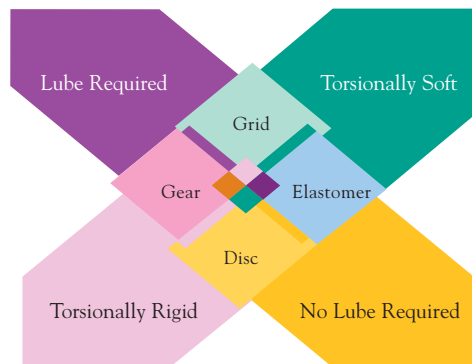 Lube Required
Torsionally Soft
Grid
Gear
Elastomer
Disc
Torsionally Rigid
No Lube Required